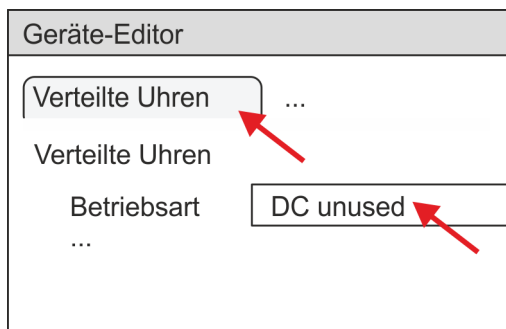 Geräte-Editor
Verteilte Uhren ...
Verteilte Uhren
Betriebsart DC unused
...